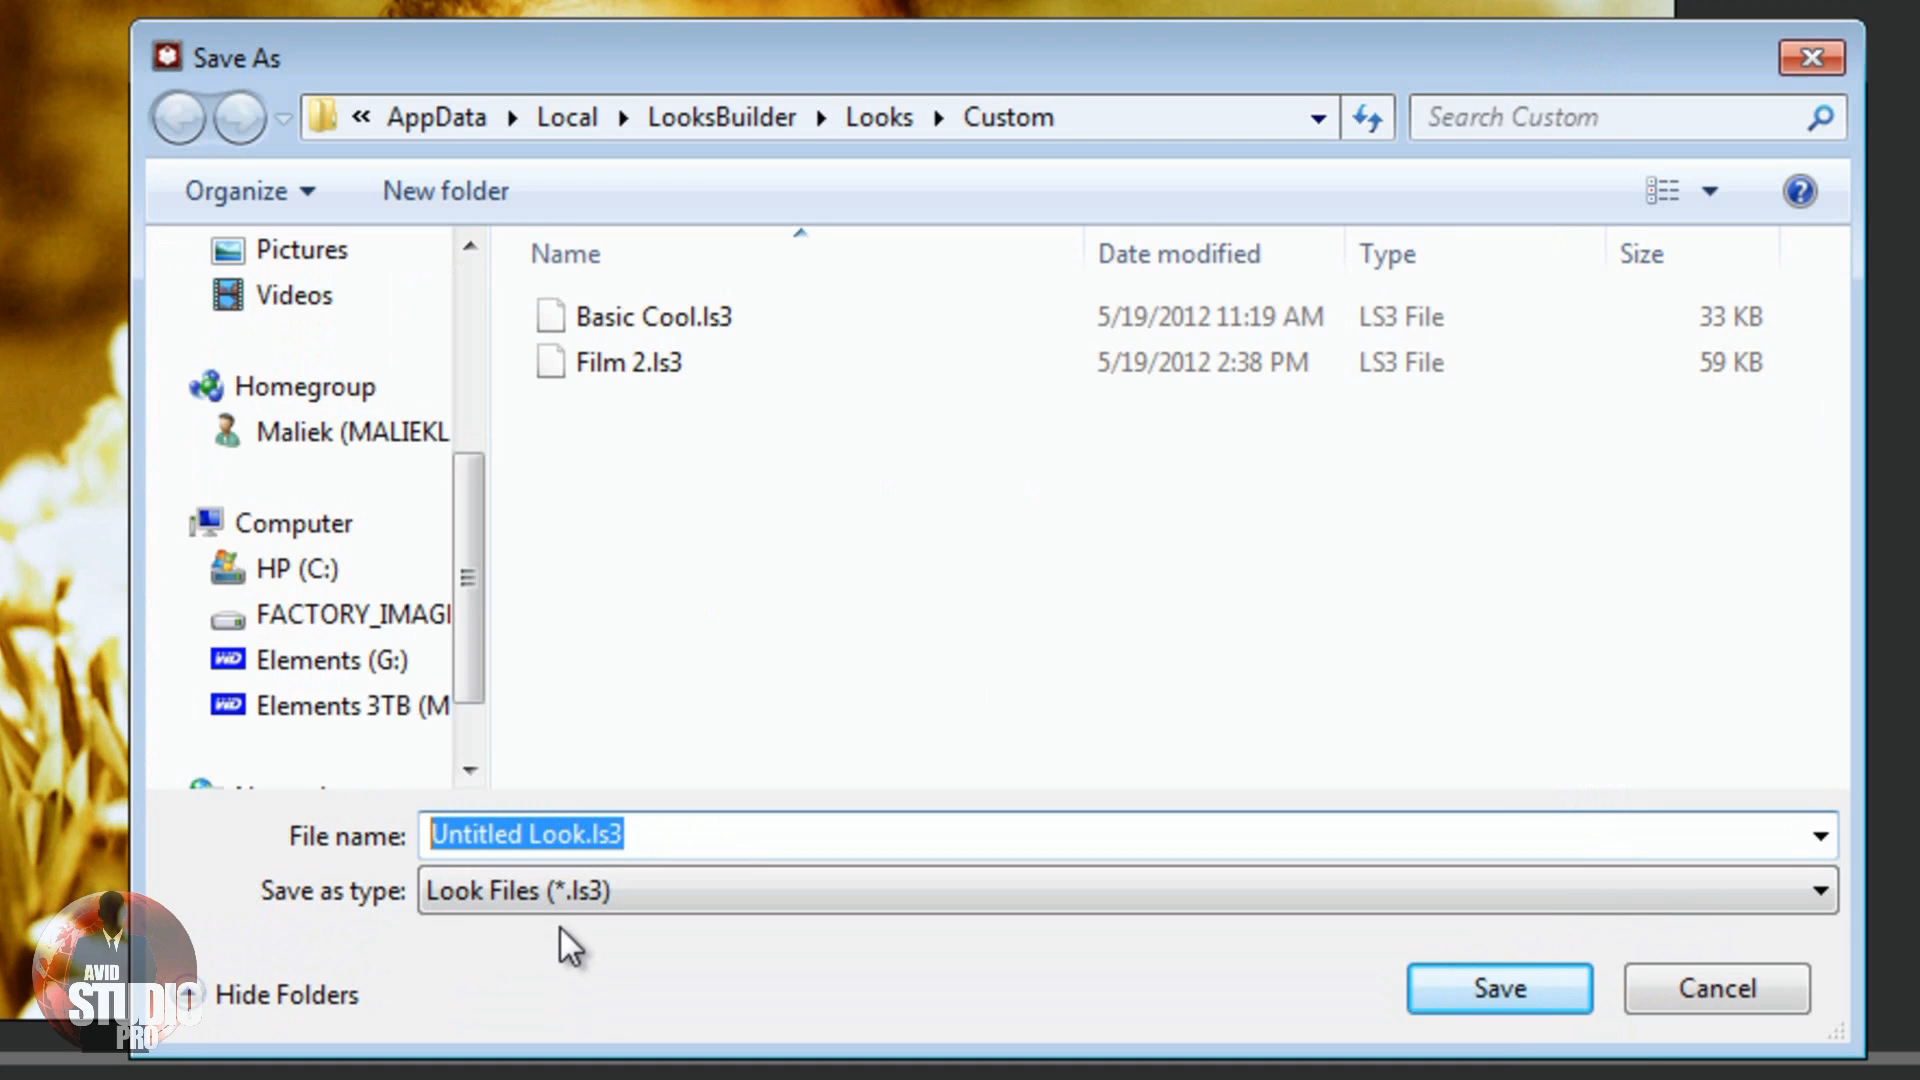 Save As
« AppData Local LooksBuilder Looks Custom
Search Custom
Organize New folder
Name Date modified Type Size
Basic Cool.ls3 5/19/2012 11:19 AM LS3 File 33 KB
Film 2.ls3 5/19/2012 2:38 PM LS3 File 59 KB
Pictures
Videos
Homegroup
Maliek (MALIEKL
Computer
HP (C:)
FACTORY_IMAGI
WD Elements (G:)
WD Elements 3TB (M
File name: Untitled Look.ls3
Save as type: Look Files (*.ls3)
Hide Folders
Save Cancel
AVID
STUDIO
PRO